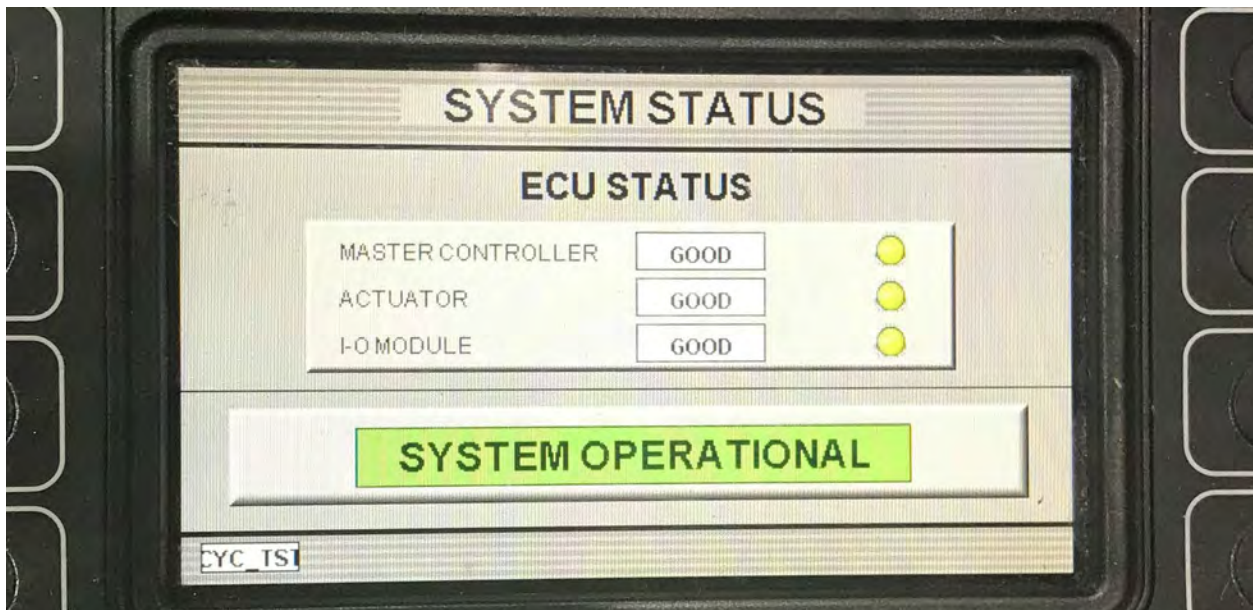 SYSTEM STATUS
ECU STATUS
MASTER CONTROLLER GOOD
ACTUATOR GOOD
I-O MODULE GOOD
SYSTEM OPERATIONAL
CYC_TST